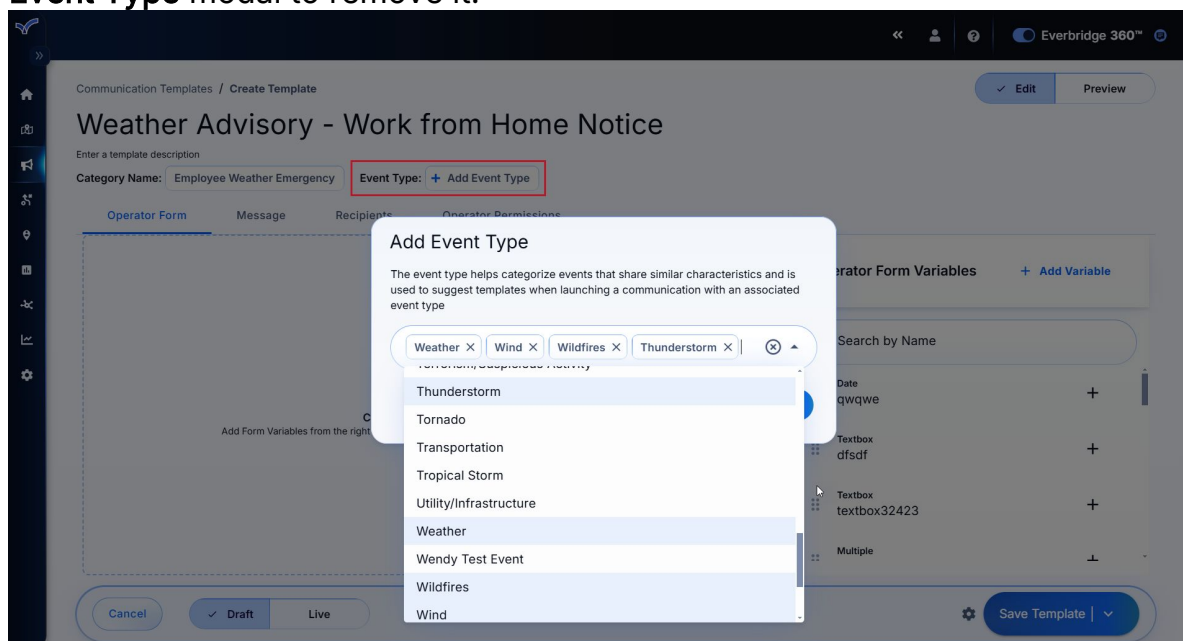 Event Type modal to remove it.
Everbridge 360™
Communication Templates / Create Template
Edit
Preview
Weather Advisory - Work from Home Notice
Enter a template description
Category Name: Employee Weather Emergency Event Type: + Add Event Type
Operator Form Message Recipients Operator Permissions
Add Event Type
The event type helps categorize events that share similar characteristics and is
used to suggest templates when launching a communication with an associated
event type
Weather × Wind × Wildfires × Thunderstorm ×
Terrorism/Suspicious Activity
Thunderstorm
Tornado
Transportation
Tropical Storm
Utility/Infrastructure
Weather
Wendy Test Event
Wildfires
Wind
Add Form Variables from the right
erator Form Variables + Add Variable
Search by Name
Date
qwqwe
Textbox
dfsdf
Textbox
textbox32423
Multiple
Cancel
Draft
Live
Save Template